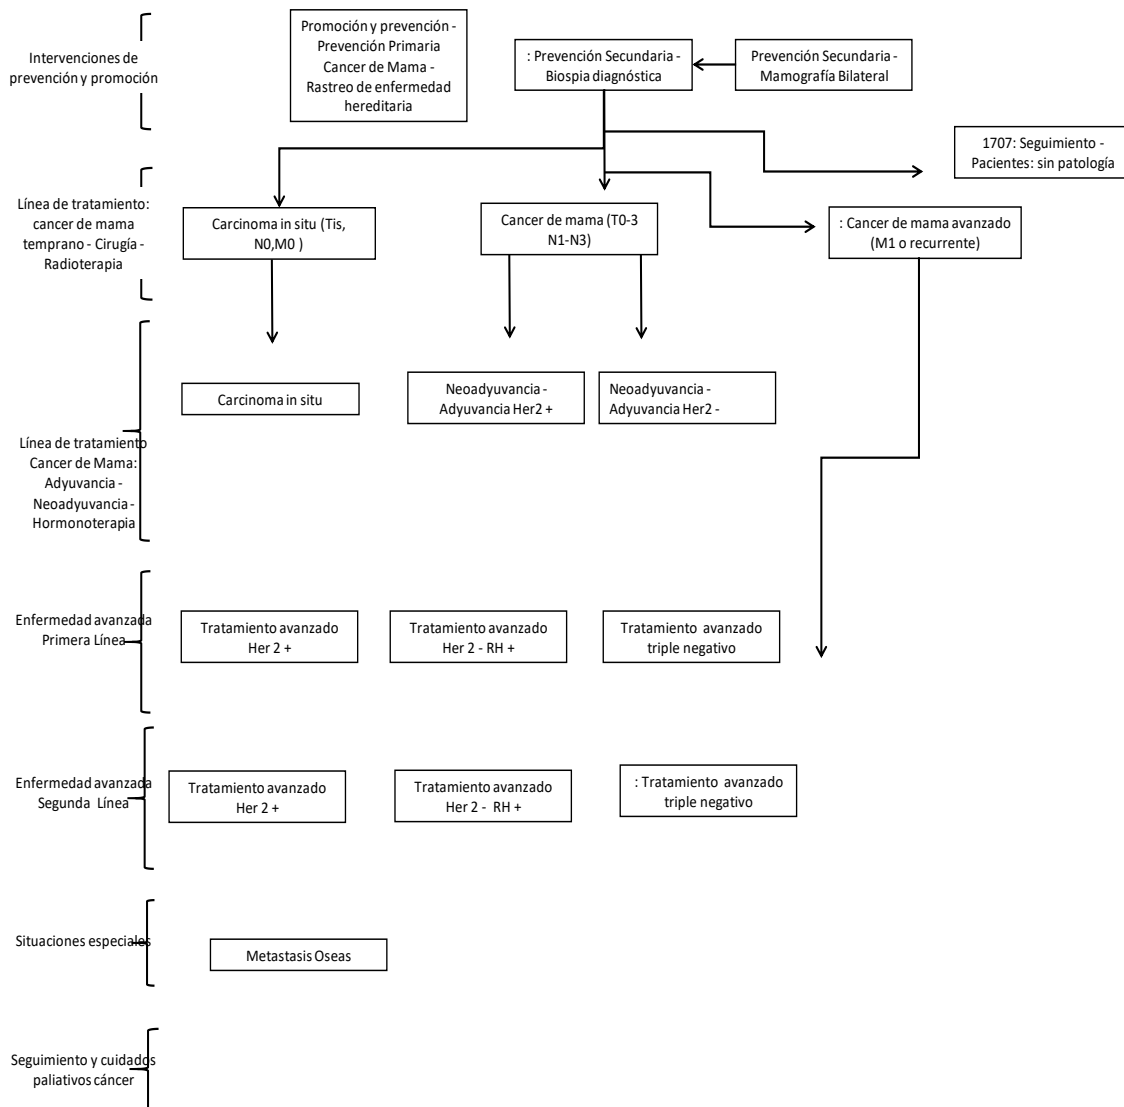 Intervenciones de
prevención y promoción
Promoción y prevención -
Prevención Primaria
Cancer de Mama -
Rastreo de enfermedad
hereditaria
: Prevención Secundaria -
Biospia diagnóstica
Prevención Secundaria -
Mamografía Bilateral
1707: Seguimiento -
Pacientes: sin patología
Línea de tratamiento:
cancer de mama
temprano - Cirugía -
Radioterapia
Carcinoma in situ (Tis,
N0,M0 )
Cancer de mama (T0-3
N1-N3)
: Cancer de mama avanzado
(M1 o recurrente)
Línea de tratamiento
Cancer de Mama:
Adyuvancia -
Neoadyuvancia -
Hormonoterapia
Carcinoma in situ
Neoadyuvancia -
Adyuvancia Her2 +
Neoadyuvancia -
Adyuvancia Her2 -
Enfermedad avanzada
Primera Línea
Tratamiento avanzado
Her 2 +
Tratamiento avanzado
Her 2 - RH +
Tratamiento avanzado
triple negativo
Enfermedad avanzada
Segunda Línea
Tratamiento avanzado
Her 2 +
Tratamiento avanzado
Her 2 - RH +
: Tratamiento avanzado
triple negativo
Situaciones especiales
Metastasis Oseas
Seguimiento y cuidados
paliativos cáncer